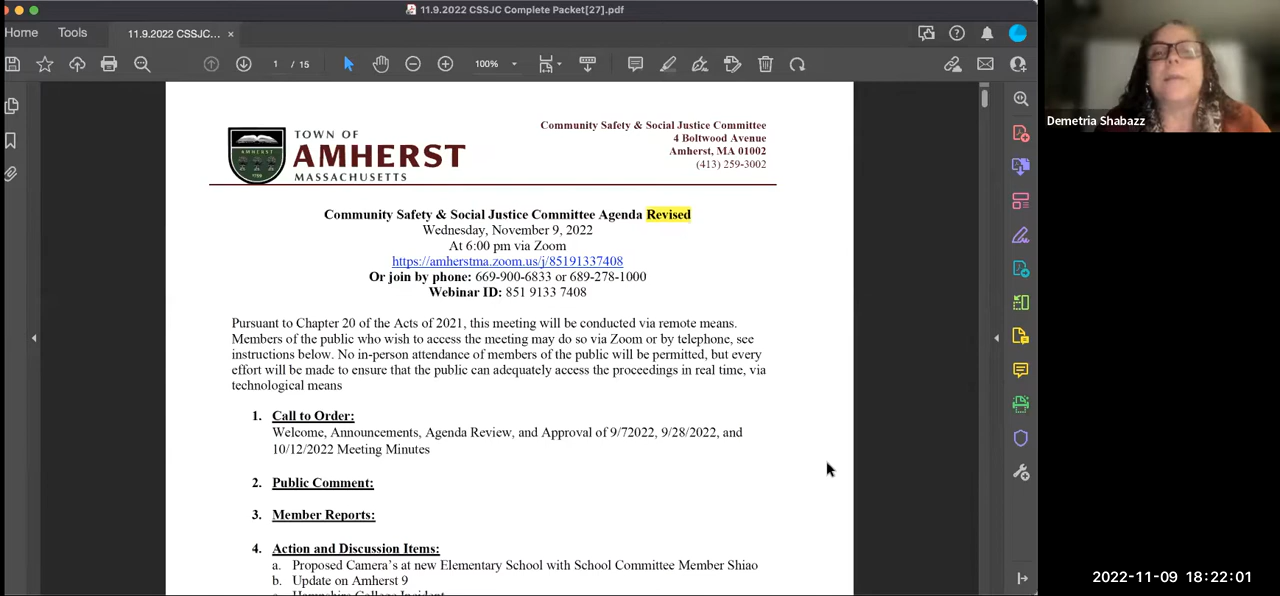 11.9.2022 CSSJC Complete Packet[27].pdf
Home
Tools
11.9.2022 CSSJC... ×
1 / 15
100%
Demetria Shabazz
AMHERST
1759
TOWN OF
AMHERST
MASSACHUSETTS
Community Safety & Social Justice Committee
4 Boltwood Avenue
Amherst, MA 01002
(413) 259-3002
Community Safety & Social Justice Committee Agenda Revised
Wednesday, November 9, 2022
At 6:00 pm via Zoom
https://amherstma.zoom.us/j/85191337408
Or join by phone: 669-900-6833 or 689-278-1000
Webinar ID: 851 9133 7408
Pursuant to Chapter 20 of the Acts of 2021, this meeting will be conducted via remote means.
Members of the public who wish to access the meeting may do so via Zoom or by telephone, see
instructions below. No in-person attendance of members of the public will be permitted, but every
effort will be made to ensure that the public can adequately access the proceedings in real time, via
technological means
1. Call to Order:
Welcome, Announcements, Agenda Review, and Approval of 9/72022, 9/28/2022, and
10/12/2022 Meeting Minutes
2. Public Comment:
3. Member Reports:
4. Action and Discussion Items:
a. Proposed Camera's at new Elementary School with School Committee Member Shiao
b. Update on Amherst 9
c. Hampshire College Incident
2022-11-09 18:22:01